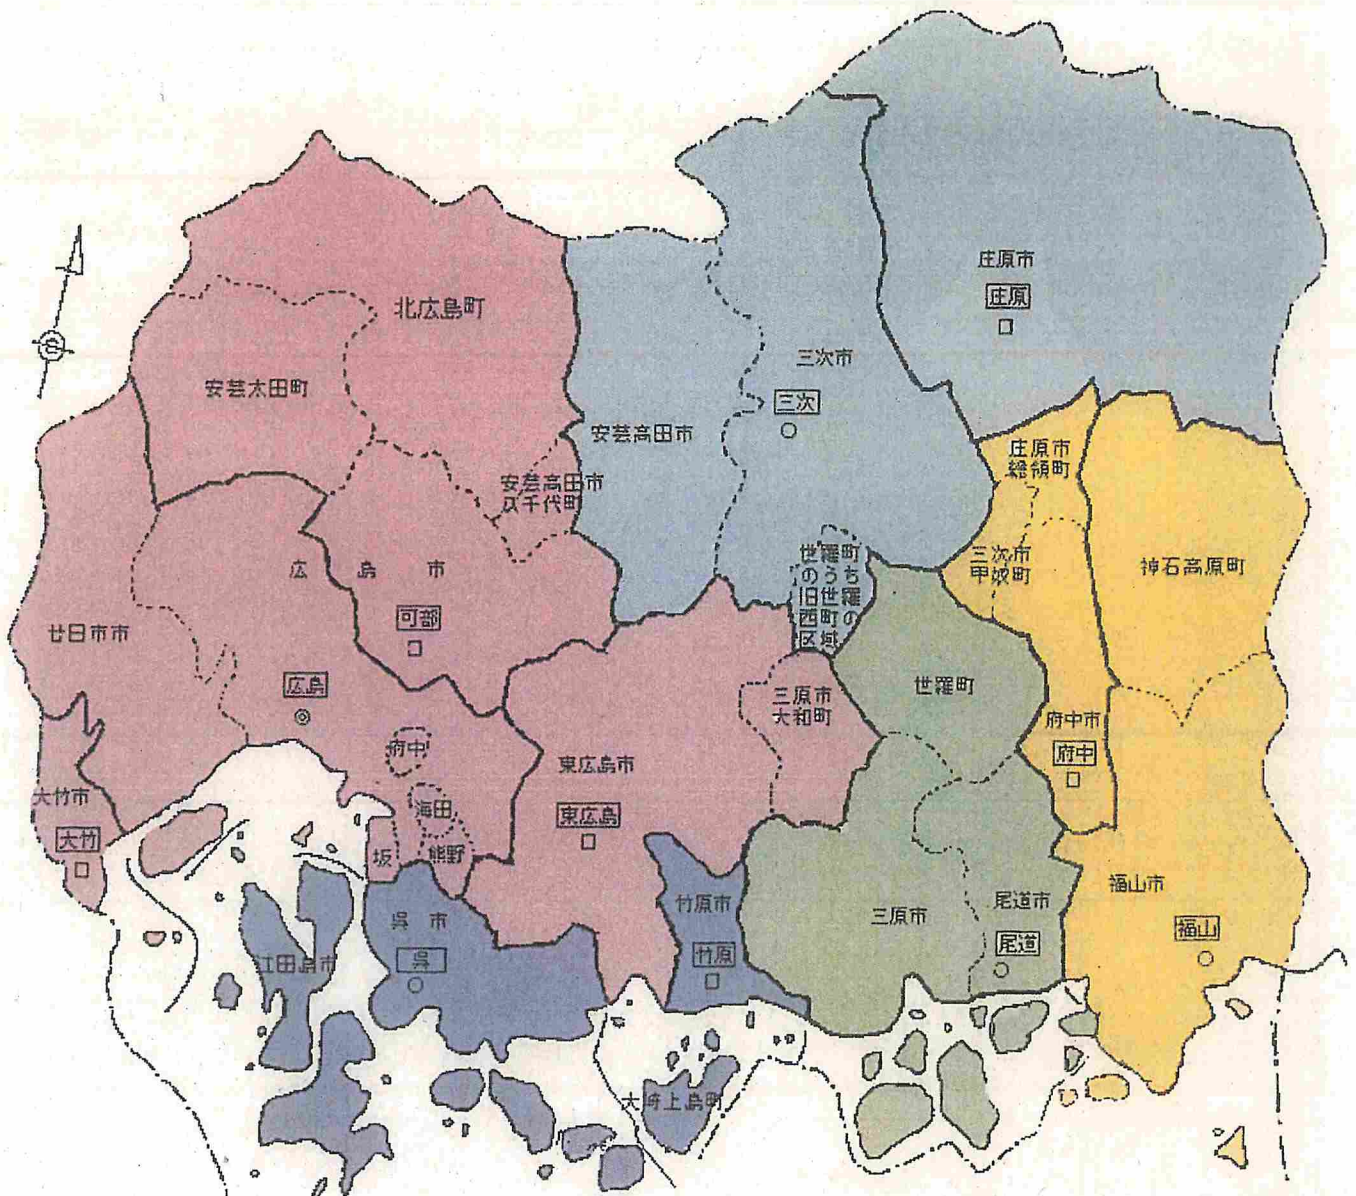 庄原市
庄原
北広島町
三次市
三次
安芸太田町
安芸高田市
庄原市
総領町
安芸高田市
八千代町
世羅町
のうち
旧世羅
西町の
区域
三次市
甲奴町
神石高原町
広島市
可部
廿日市市
広島
世羅町
三原市
大和町
府中市
府中
府中
東広島市
東広島
大竹市
大竹
海田
坂
熊野
福山市
福山
竹原市
竹原
三原市
尾道市
尾道
呉市
呉
江田島市
大崎上島町